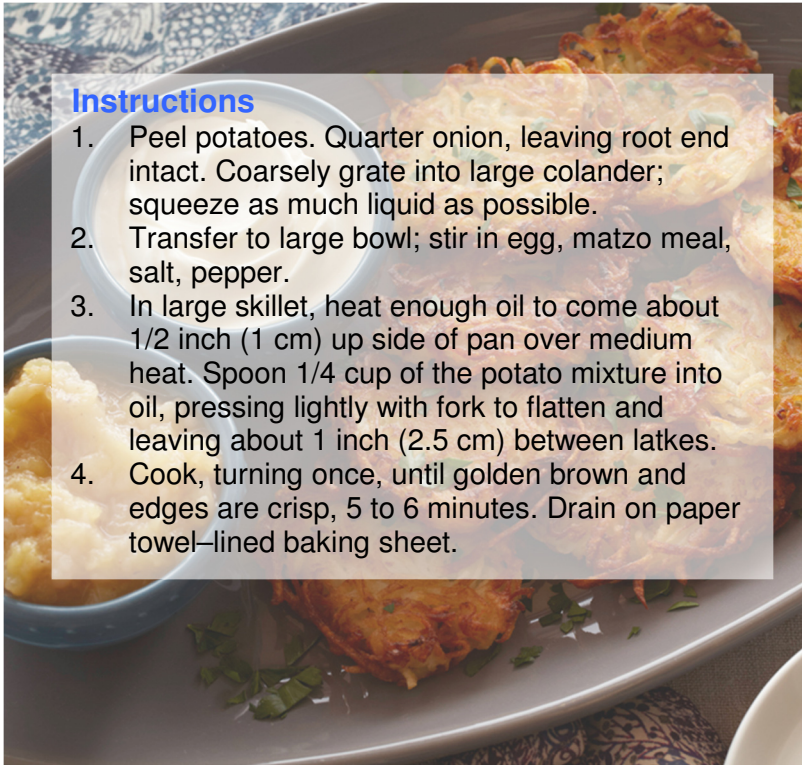 Instructions
1. Peel potatoes. Quarter onion, leaving root end
intact. Coarsely grate into large colander;
squeeze as much liquid as possible.
2. Transfer to large bowl; stir in egg, matzo meal,
salt, pepper.
3. In large skillet, heat enough oil to come about
1/2 inch (1 cm) up side of pan over medium
heat. Spoon 1/4 cup of the potato mixture into
oil, pressing lightly with fork to flatten and
leaving about 1 inch (2.5 cm) between latkes.
4. Cook, turning once, until golden brown and
edges are crisp, 5 to 6 minutes. Drain on paper
towel–lined baking sheet.